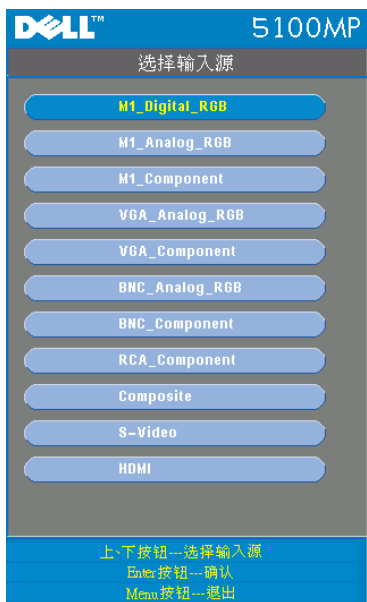 DELL™ 5100MP
选择输入源
M1_Digital_RGB
M1_Analog_RGB
M1_Component
VGA_Analog_RGB
VGA_Component
BNC_Analog_RGB
BNC_Component
RCA_Component
Composite
S-Video
HDMI
上、下按钮---选择输入源
Enter按钮---确认
Menu按钮---退出